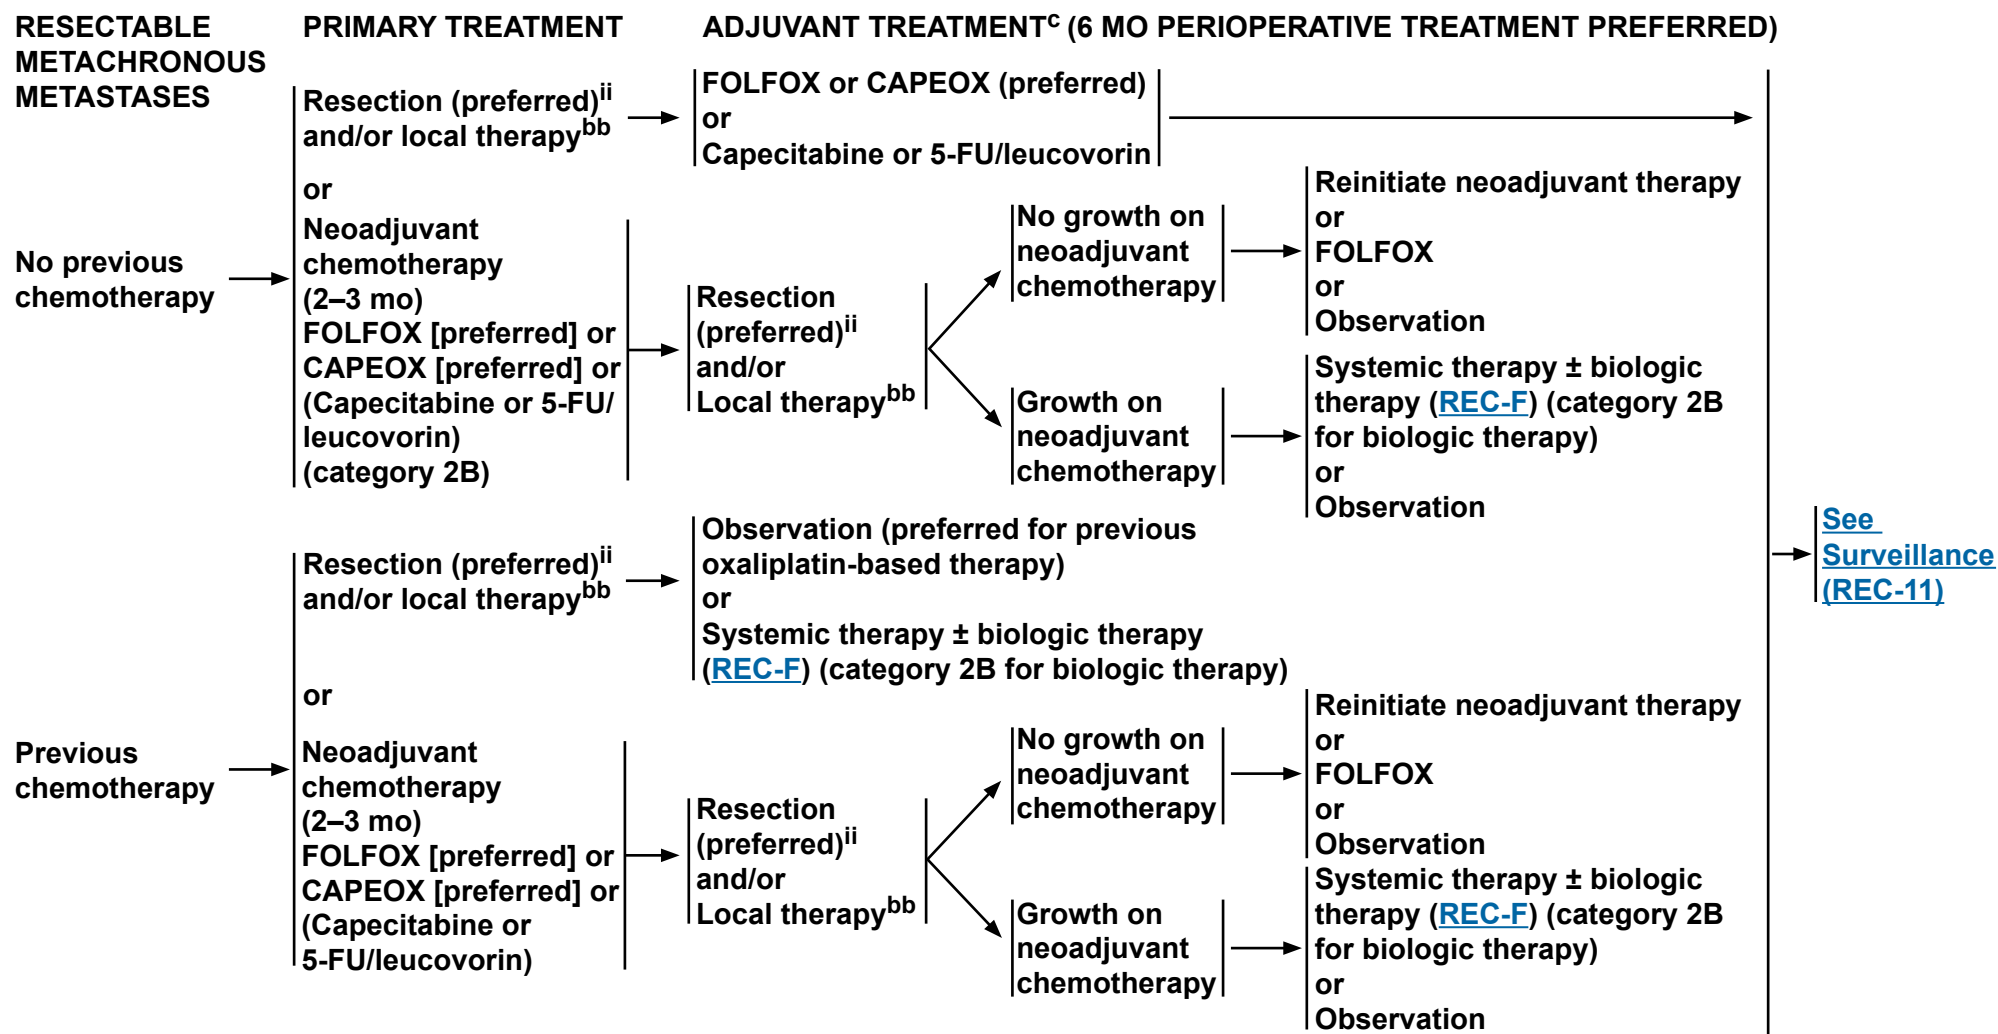 RESECTABLE
METACHRONOUS
METASTASES
PRIMARY TREATMENT
ADJUVANT TREATMENTᶜ (6 MO PERIOPERATIVE TREATMENT PREFERRED)
No previous
chemotherapy
Resection (preferred)ⁱⁱ
and/or local therapyᵇᵇ
or
Neoadjuvant
chemotherapy
(2–3 mo)
FOLFOX [preferred] or
CAPEOX [preferred] or
(Capecitabine or 5-FU/
leucovorin)
(category 2B)
FOLFOX or CAPEOX (preferred)
or
Capecitabine or 5-FU/leucovorin
Resection
(preferred)ⁱⁱ
and/or
Local therapyᵇᵇ
No growth on
neoadjuvant
chemotherapy
Reinitiate neoadjuvant therapy
or
FOLFOX
or
Observation
Growth on
neoadjuvant
chemotherapy
Systemic therapy ± biologic
therapy (REC-F) (category 2B
for biologic therapy)
or
Observation
Previous
chemotherapy
Resection (preferred)ⁱⁱ
and/or local therapyᵇᵇ
or
Neoadjuvant
chemotherapy
(2–3 mo)
FOLFOX [preferred] or
CAPEOX [preferred] or
(Capecitabine or
5-FU/leucovorin)
Observation (preferred for previous
oxaliplatin-based therapy)
or
Systemic therapy ± biologic therapy
(REC-F) (category 2B for biologic therapy)
Resection
(preferred)ⁱⁱ
and/or
Local therapyᵇᵇ
No growth on
neoadjuvant
chemotherapy
Reinitiate neoadjuvant therapy
or
FOLFOX
or
Observation
Growth on
neoadjuvant
chemotherapy
Systemic therapy ± biologic
therapy (REC-F) (category 2B
for biologic therapy)
or
Observation
See
Surveillance
(REC-11)